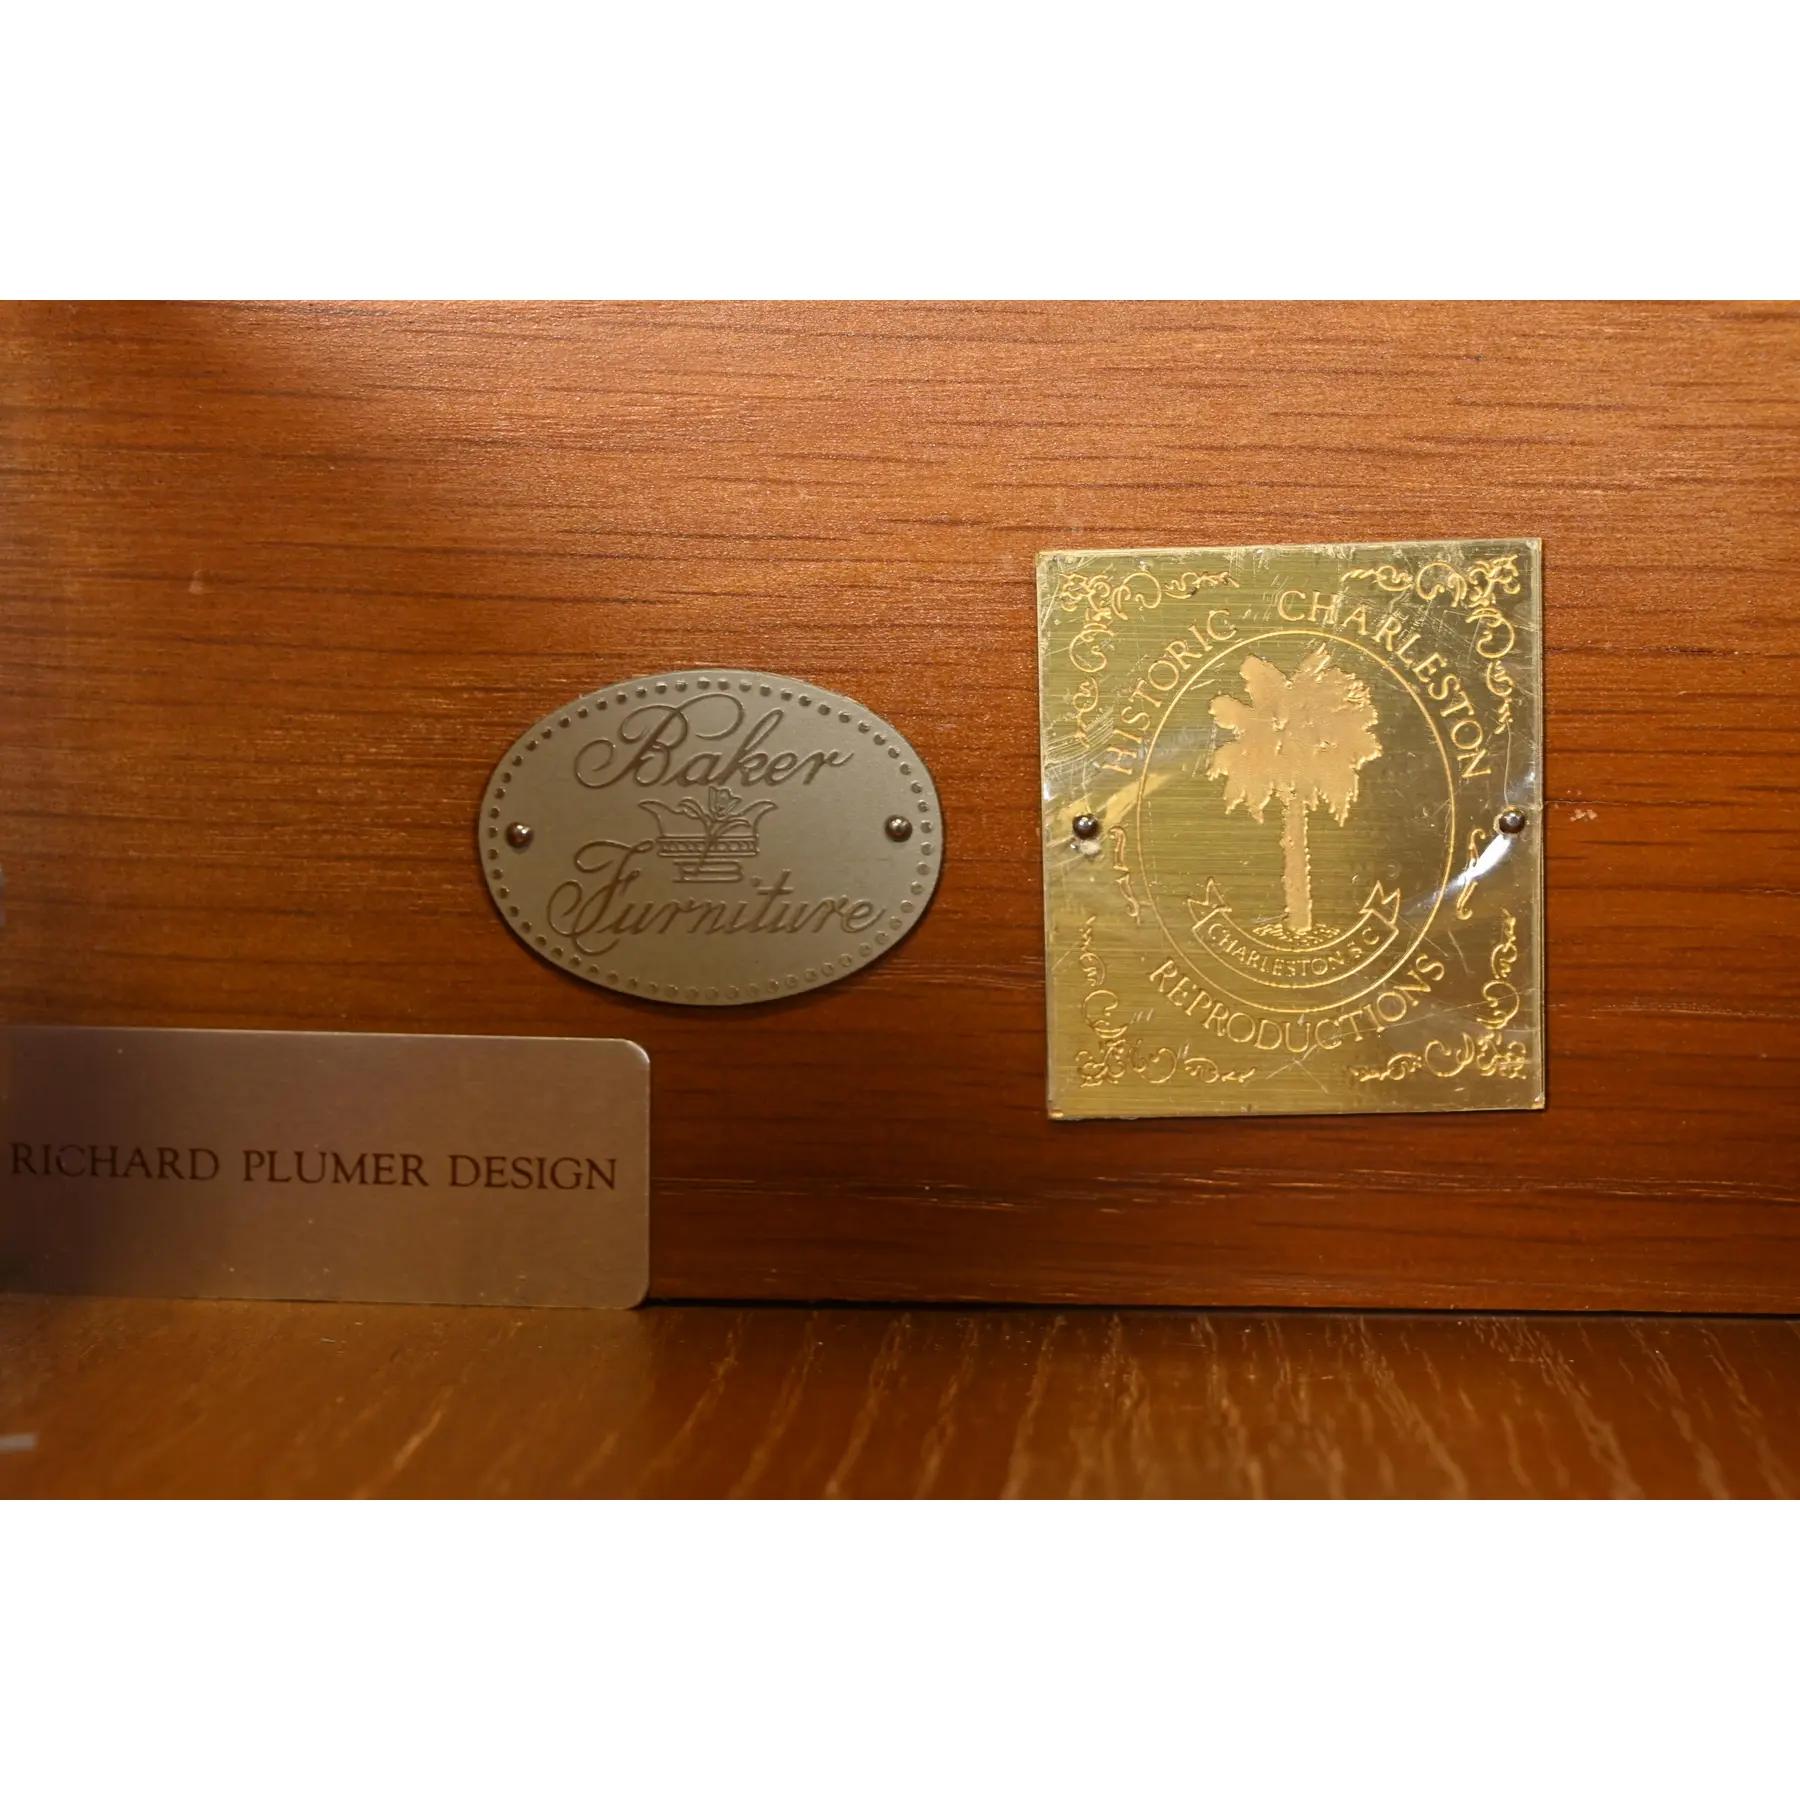 Baker
Furniture
HISTORIC CHARLESTON
CHARLESTON S C
REPRODUCTIONS
RICHARD PLUMER DESIGN